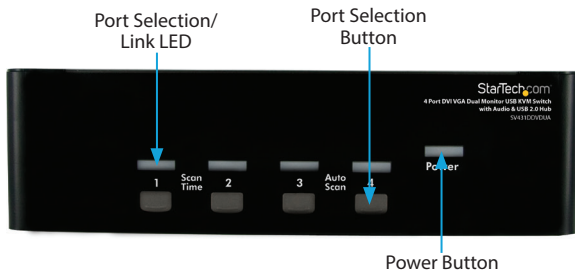 Port Selection/
Link LED
Port Selection
Button
StarTech.com
4 Port DVI VGA Dual Monitor USB KVM Switch
with Audio & USB 2.0 Hub
SV431DDVDUA
1
Scan
Time
2
3
Auto
Scan
4
Power
Power Button